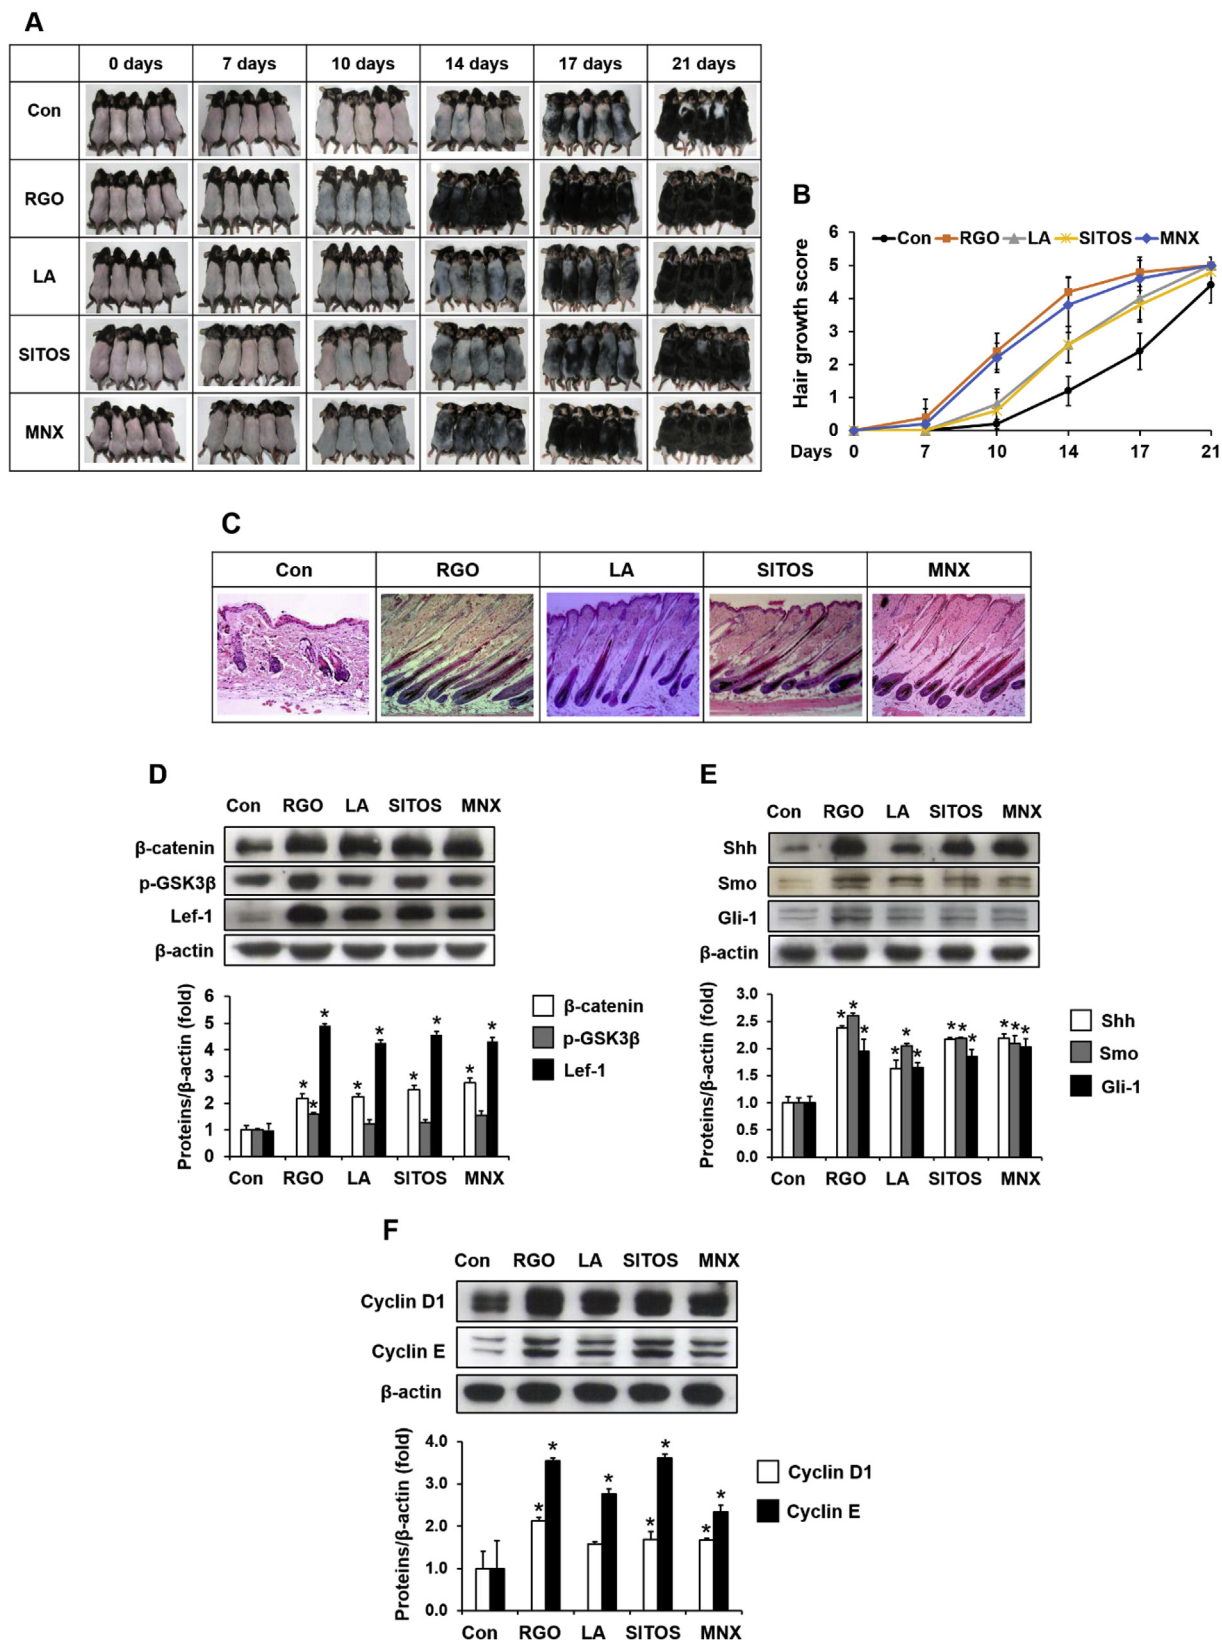 A
0 days 7 days 10 days 14 days 17 days 21 days
Con
RGO
LA
SITOS
MNX
B
Con RGO LA SITOS MNX
Hair growth score
6
5
4
3
2
1
0
Days 0 7 10 14 17 21
C
Con RGO LA SITOS MNX
D
Con RGO LA SITOS MNX
β-catenin
p-GSK3β
Lef-1
β-actin
Proteins/β-actin (fold)
6
5
4
3
2
1
0
* * * * * * * * *
β-catenin
p-GSK3β
Lef-1
Con RGO LA SITOS MNX
E
Con RGO LA SITOS MNX
Shh
Smo
Gli-1
β-actin
Proteins/β-actin (fold)
3.0
2.5
2.0
1.5
1.0
0.5
0.0
* * * * * * * * * * * *
Shh
Smo
Gli-1
Con RGO LA SITOS MNX
F
Con RGO LA SITOS MNX
Cyclin D1
Cyclin E
β-actin
Proteins/β-actin (fold)
4.0
3.0
2.0
1.0
0.0
* * * * * * *
Cyclin D1
Cyclin E
Con RGO LA SITOS MNX